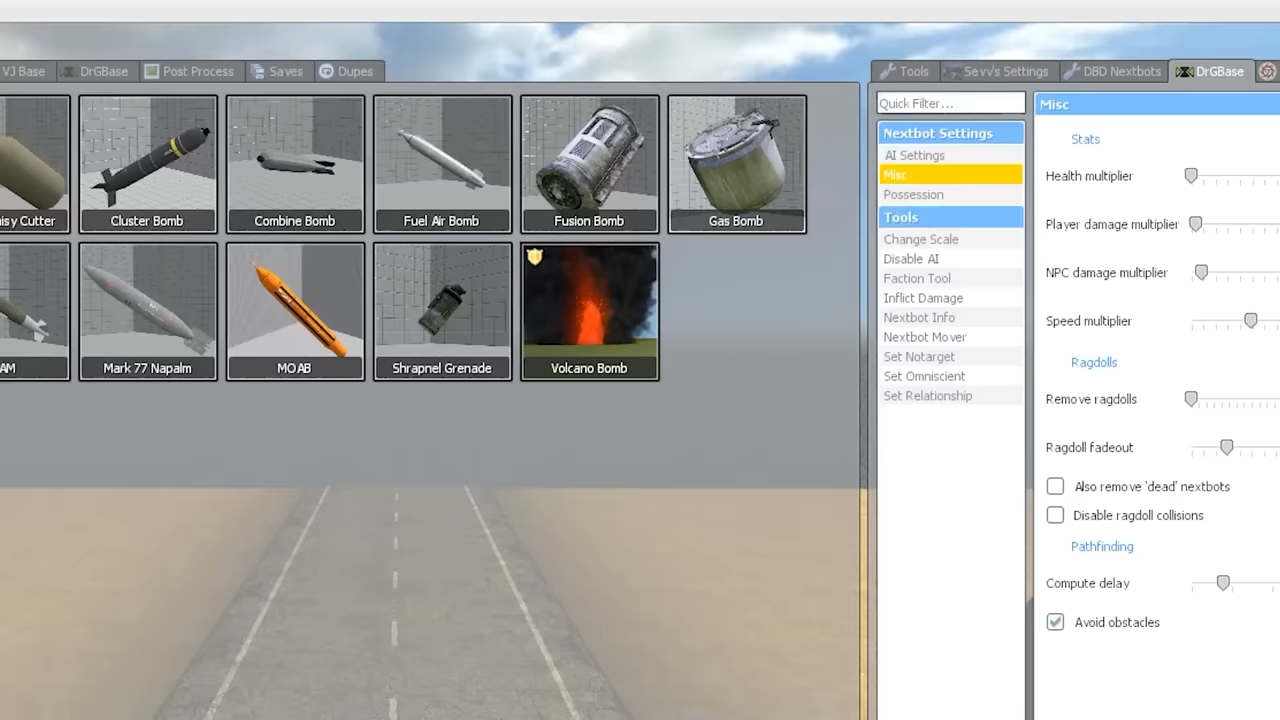 VJ Base
DrGBase
Post Process
Saves
Dupes
isy Cutter
Cluster Bomb
Combine Bomb
Fuel Air Bomb
Fusion Bomb
Gas Bomb
AM
Mark 77 Napalm
MOAB
Shrapnel Grenade
Volcano Bomb
Tools
Sevv's Settings
DBD Nextbots
DrGBase
Quick Filter...
Nextbot Settings
AI Settings
Misc
Possession
Tools
Change Scale
Disable AI
Faction Tool
Inflict Damage
Nextbot Info
Nextbot Mover
Set Notarget
Set Omniscient
Set Relationship
Misc
Stats
Health multiplier
Player damage multiplier
NPC damage multiplier
Speed multiplier
Ragdolls
Remove ragdolls
Ragdoll fadeout
Also remove 'dead' nextbots
Disable ragdoll collisions
Pathfinding
Compute delay
Avoid obstacles